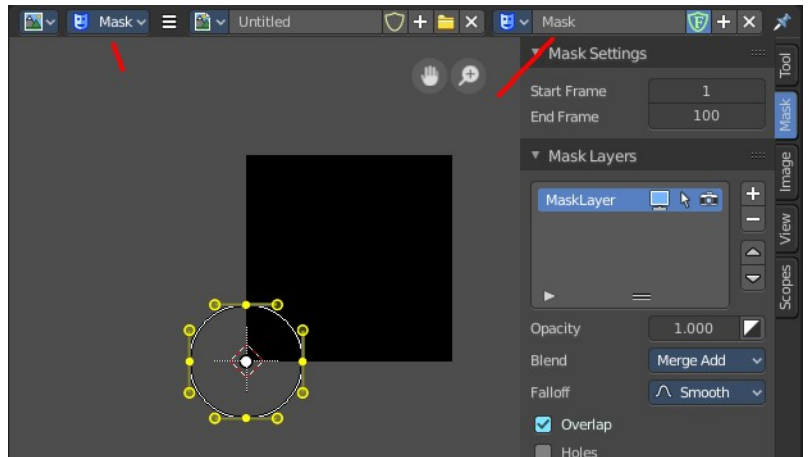 Mask Untitled Mask
Mask Settings
Start Frame 1
End Frame 100
Mask Layers
MaskLayer
Opacity 1.000
Blend Merge Add
Falloff Smooth
Overlap
Holes
Tool
Mask
Image
View
Scopes